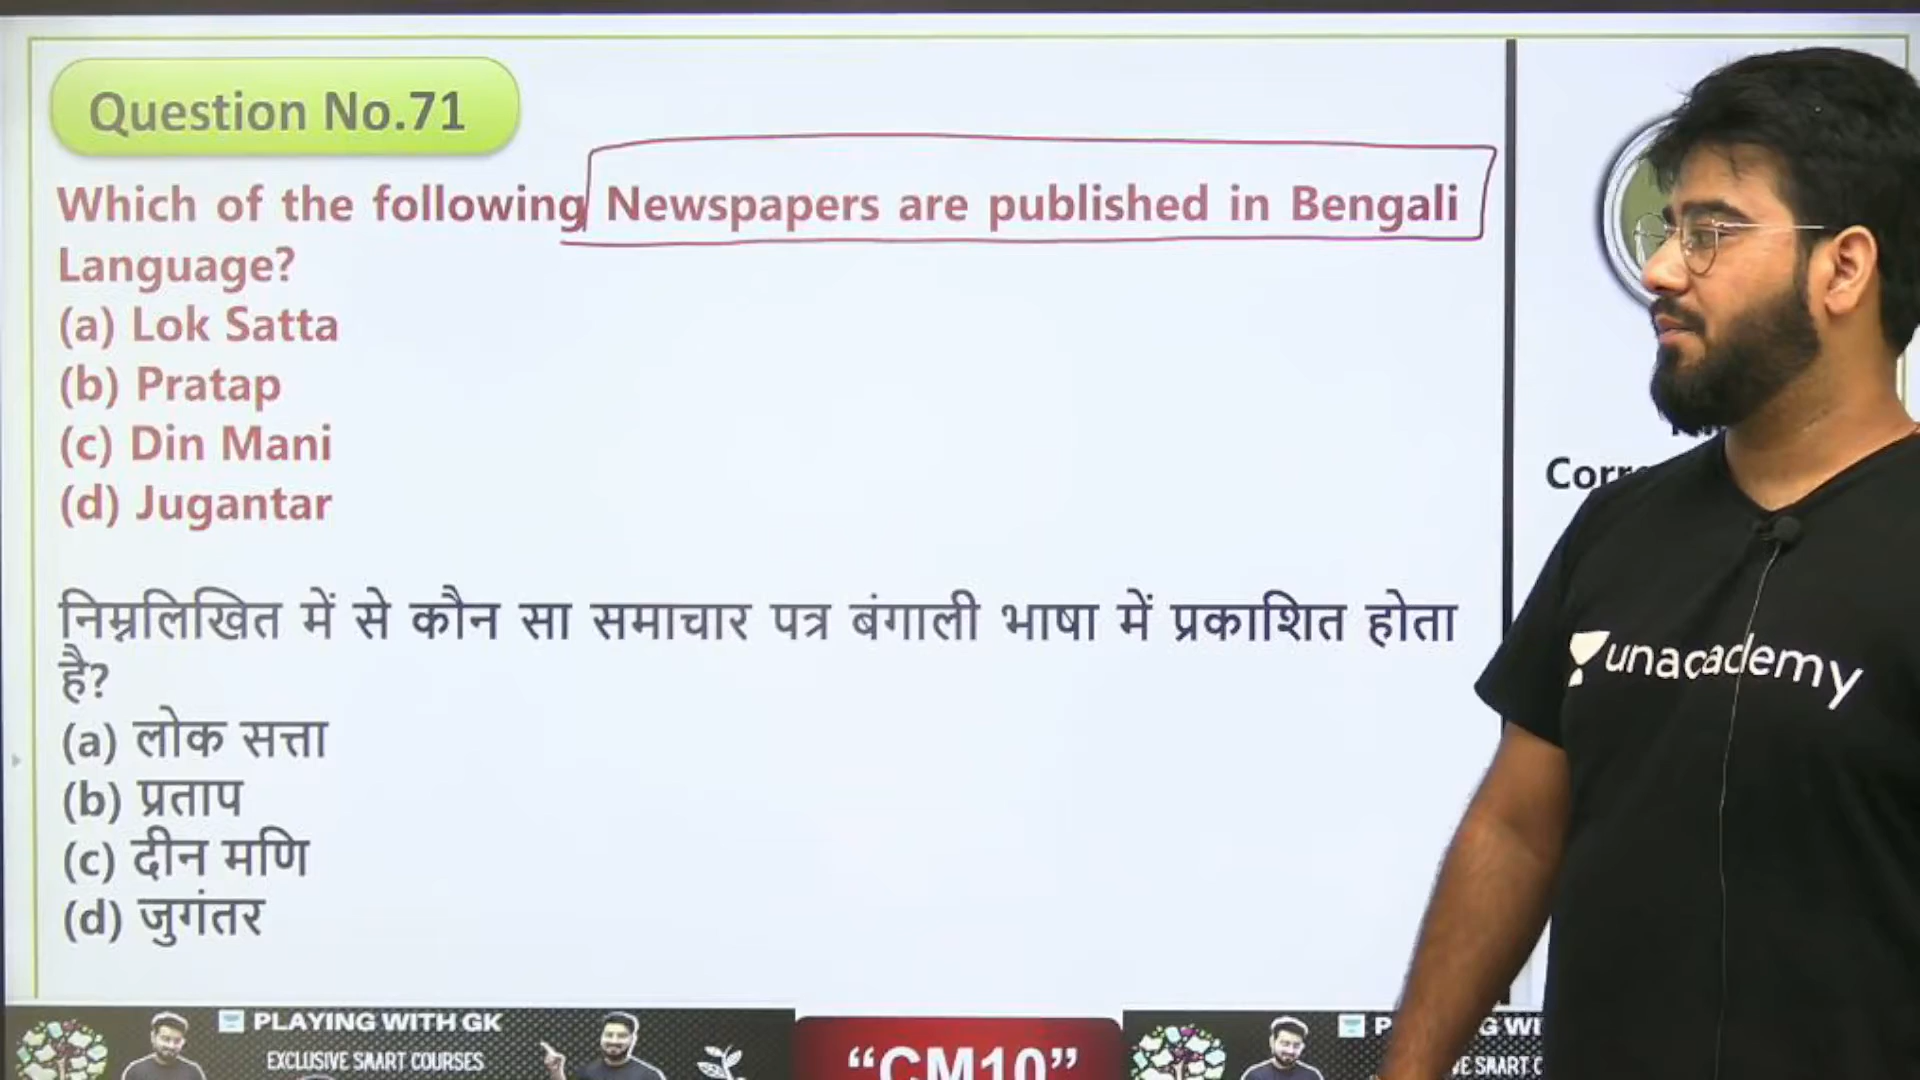 Question No.71
Which of the following Newspapers are published in Bengali
Language?
(a) Lok Satta
(b) Pratap
(c) Din Mani
(d) Jugantar
निम्नलिखित में से कौन सा समाचार पत्र बंगाली भाषा में प्रकाशित होता
है?
(a) लोक सत्ता
(b) प्रताप
(c) दीन मणि
(d) जुगंतर
unacademy
PLAYING WITH GK
EXCLUSIVE SMART COURSES
“CM10”